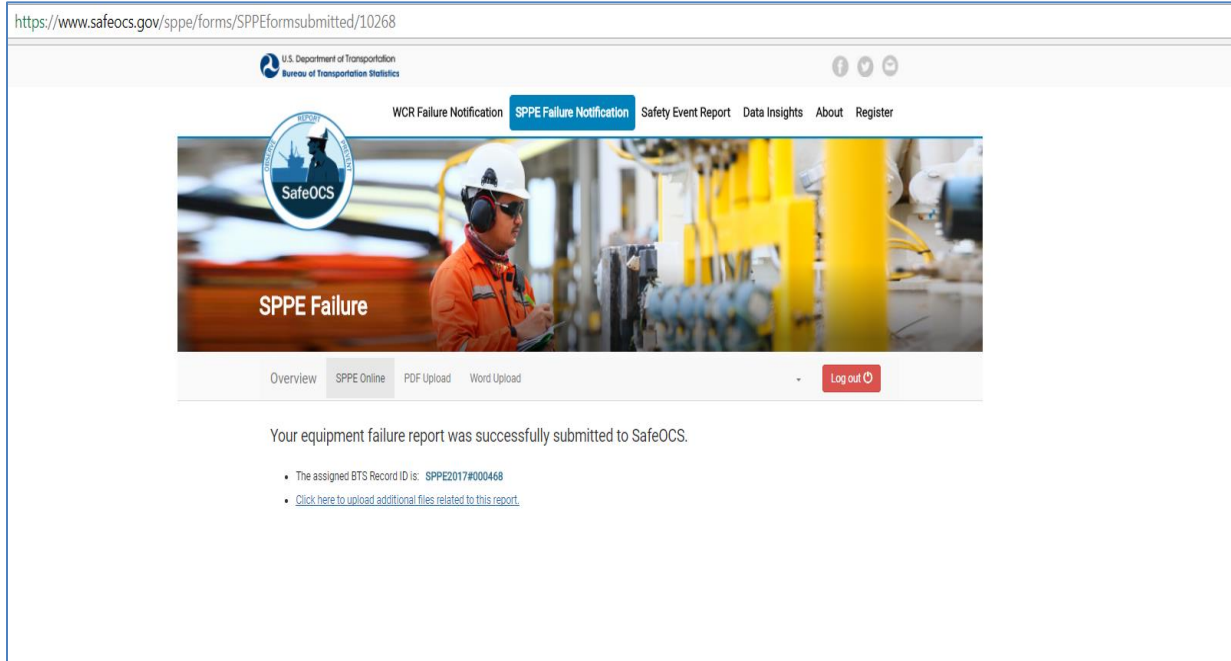 https://www.safeocs.gov/sppe/forms/SPPEformsubmitted/10268
U.S. Department of Transportation
Bureau of Transportation Statistics
WCR Failure Notification SPPE Failure Notification Safety Event Report Data Insights About Register
OBSERVE REPORT PREVENT
SafeOCS
SPPE Failure
Overview SPPE Online PDF Upload Word Upload Log out
Your equipment failure report was successfully submitted to SafeOCS.
• The assigned BTS Record ID is: SPPE2017#000468
• Click here to upload additional files related to this report.